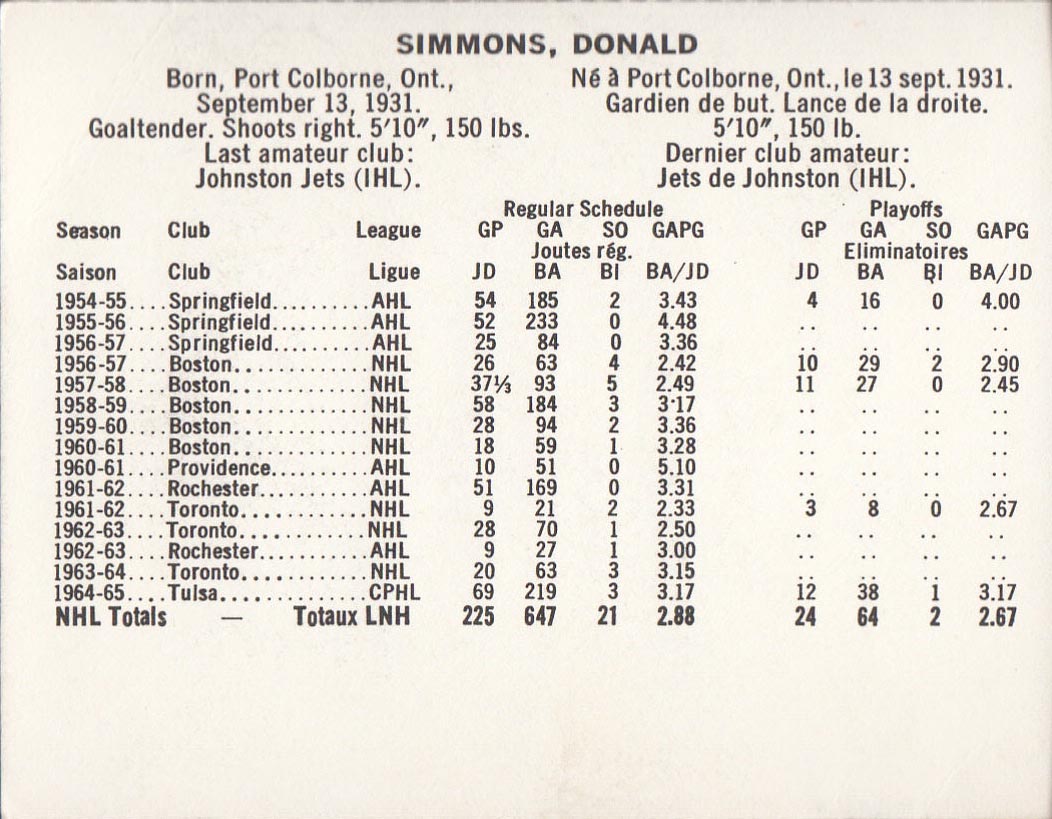 SIMMONS, DONALD
Born, Port Colborne, Ont.,
September 13, 1931.
Goaltender. Shoots right. 5'10", 150 lbs.
Last amateur club:
Johnston Jets (IHL).
Né à Port Colborne, Ont., le 13 sept. 1931.
Gardien de but. Lance de la droite.
5'10", 150 lb.
Dernier club amateur:
Jets de Johnston (IHL).
Regular Schedule Playoffs
Season Club League GP GA SO GAPG GP GA SO GAPG
Joutes rég. Eliminatoires
Saison Club Ligue JD BA BI BA/JD JD BA BI BA/JD
1954-55....Springfield..........AHL 54 185 2 3.43 4 16 0 4.00
1955-56....Springfield..........AHL 52 233 0 4.48 .. .. .. ..
1956-57....Springfield..........AHL 25 84 0 3.36 .. .. .. ..
1956-57....Boston..............NHL 26 63 4 2.42 10 29 2 2.90
1957-58....Boston..............NHL 37⅓ 93 5 2.49 11 27 0 2.45
1958-59....Boston..............NHL 58 184 3 3·17 .. .. .. ..
1959-60....Boston..............NHL 28 94 2 3.36 .. .. .. ..
1960-61....Boston..............NHL 18 59 1 3.28 .. .. .. ..
1960-61....Providence..........AHL 10 51 0 5.10 .. .. .. ..
1961-62....Rochester...........AHL 51 169 0 3.31 .. .. .. ..
1961-62....Toronto.............NHL 9 21 2 2.33 3 8 0 2.67
1962-63....Toronto.............NHL 28 70 1 2.50 .. .. .. ..
1962-63....Rochester...........AHL 9 27 1 3.00 .. .. .. ..
1963-64....Toronto.............NHL 20 63 3 3.15 .. .. .. ..
1964-65....Tulsa...............CPHL 69 219 3 3.17 12 38 1 3.17
NHL Totals — Totaux LNH 225 647 21 2.88 24 64 2 2.67